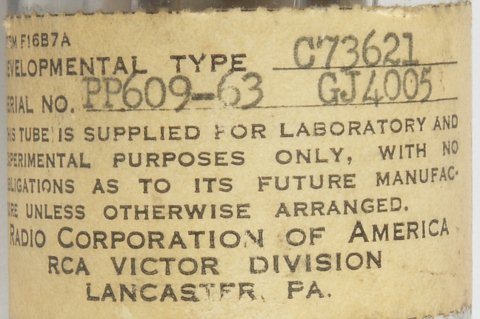 F16B7A
EVELOPMENTAL TYPE C73621
ERIAL NO. PP609-63 GJ4005
IS TUBE IS SUPPLIED FOR LABORATORY AND
PERIMENTAL PURPOSES ONLY, WITH NO
LIGATIONS AS TO ITS FUTURE MANUFAC-
RE UNLESS OTHERWISE ARRANGED.
RADIO CORPORATION OF AMERICA
RCA VICTOR DIVISION
LANCASTER, PA.